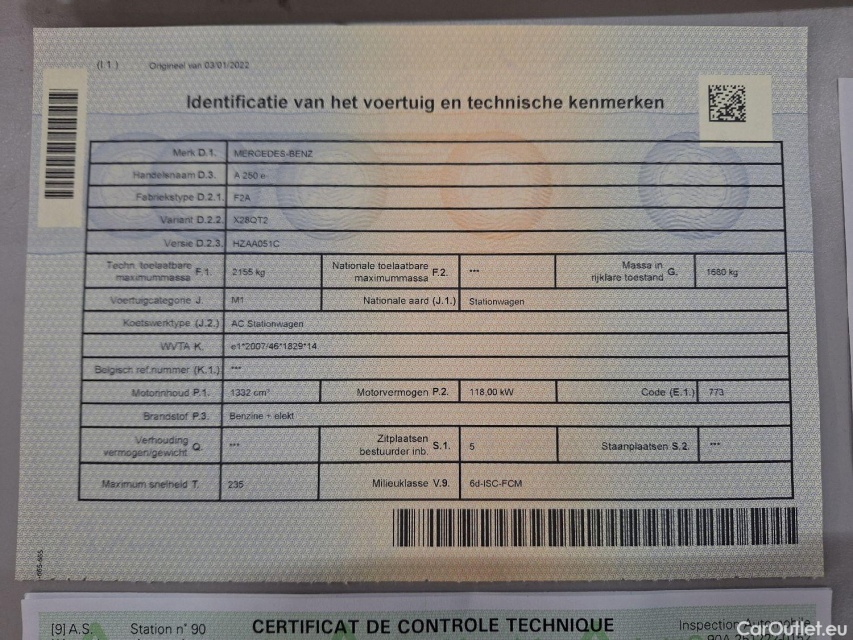 (I 1)
Origineel van 03/01/2022
Identificatie van het voertuig en technische kenmerken
Merk D.1. MERCEDES-BENZ
Handelsnaam D.3. A 250 e
Fabriekstype D.2.1. F2A
Variant D.2.2. X28QT2
Versie D.2.3. HZAA051C
Techn. toelaatbare maximummassa F.1. 2155 kg Nationale toelaatbare maximummassa F.2. *** Massa in rijklare toestand G. 1680 kg
Voertuigcategorie J. M1 Nationale aard (J.1.) Stationwagen
Koetswerktype (J.2.) AC Stationwagen
WVTA K. e1*2007/46*1829*14
Belgisch ref.nummer (K.1.) ***
Motorinhoud P.1. 1332 cm³ Motorvermogen P.2. 118,00 kW Code (E.1.) 773
Brandstof P.3. Benzine + elekt
Verhouding vermogen/gewicht Q. *** Zitplaatsen bestuurder inb. S.1. 5 Staanplaatsen S.2. ***
Maximum snelheid T. 235 Milieuklasse V.9. 6d-ISC-FCM
[9] A.S. Station n° 90 CERTIFICAT DE CONTROLE TECHNIQUE Inspection
CarOutlet.eu